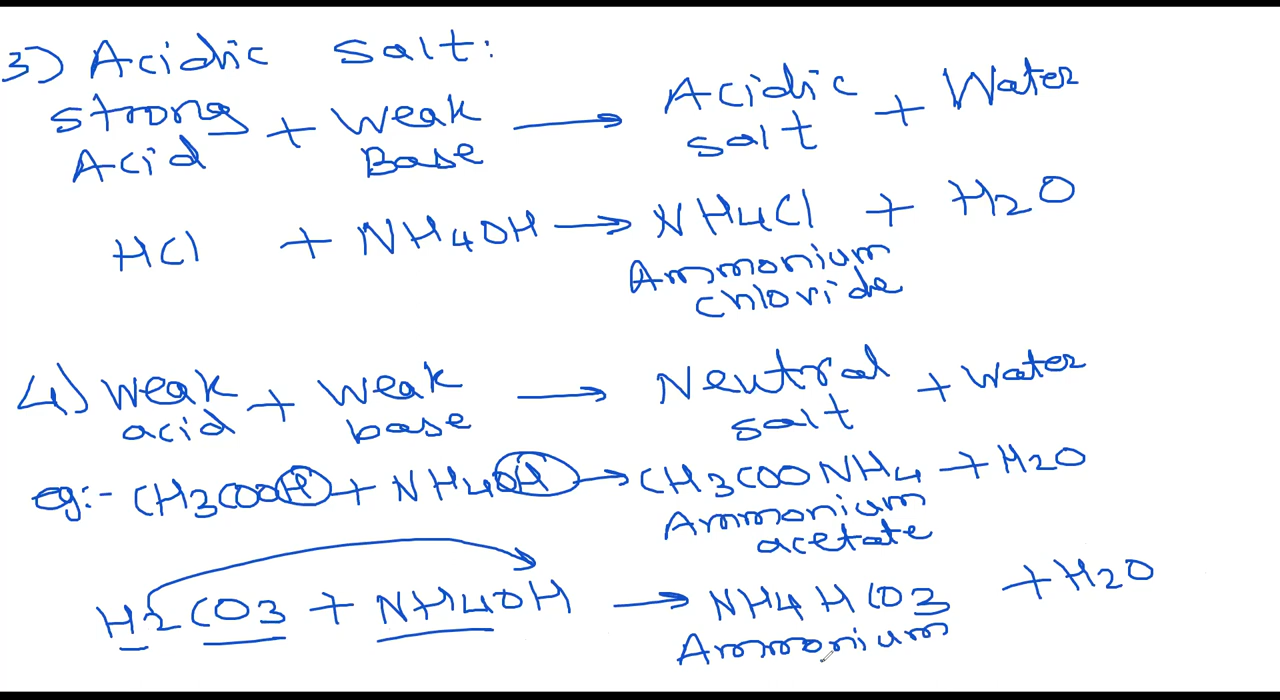 3) Acidic salt:
strong Acid + Weak Base → Acidic salt + Water
HCl + NH4OH → NH4Cl + H2O
Ammonium chloride
4) Weak acid + Weak base → Neutral salt + Water
eg:- CH3COOH + NH4OH → CH3COONH4 + H2O
Ammonium acetate
H2CO3 + NH4OH → NH4HCO3 + H2O
Ammonium